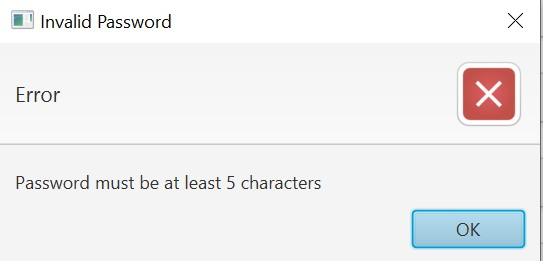 Invalid Password
Error
Password must be at least 5 characters
OK